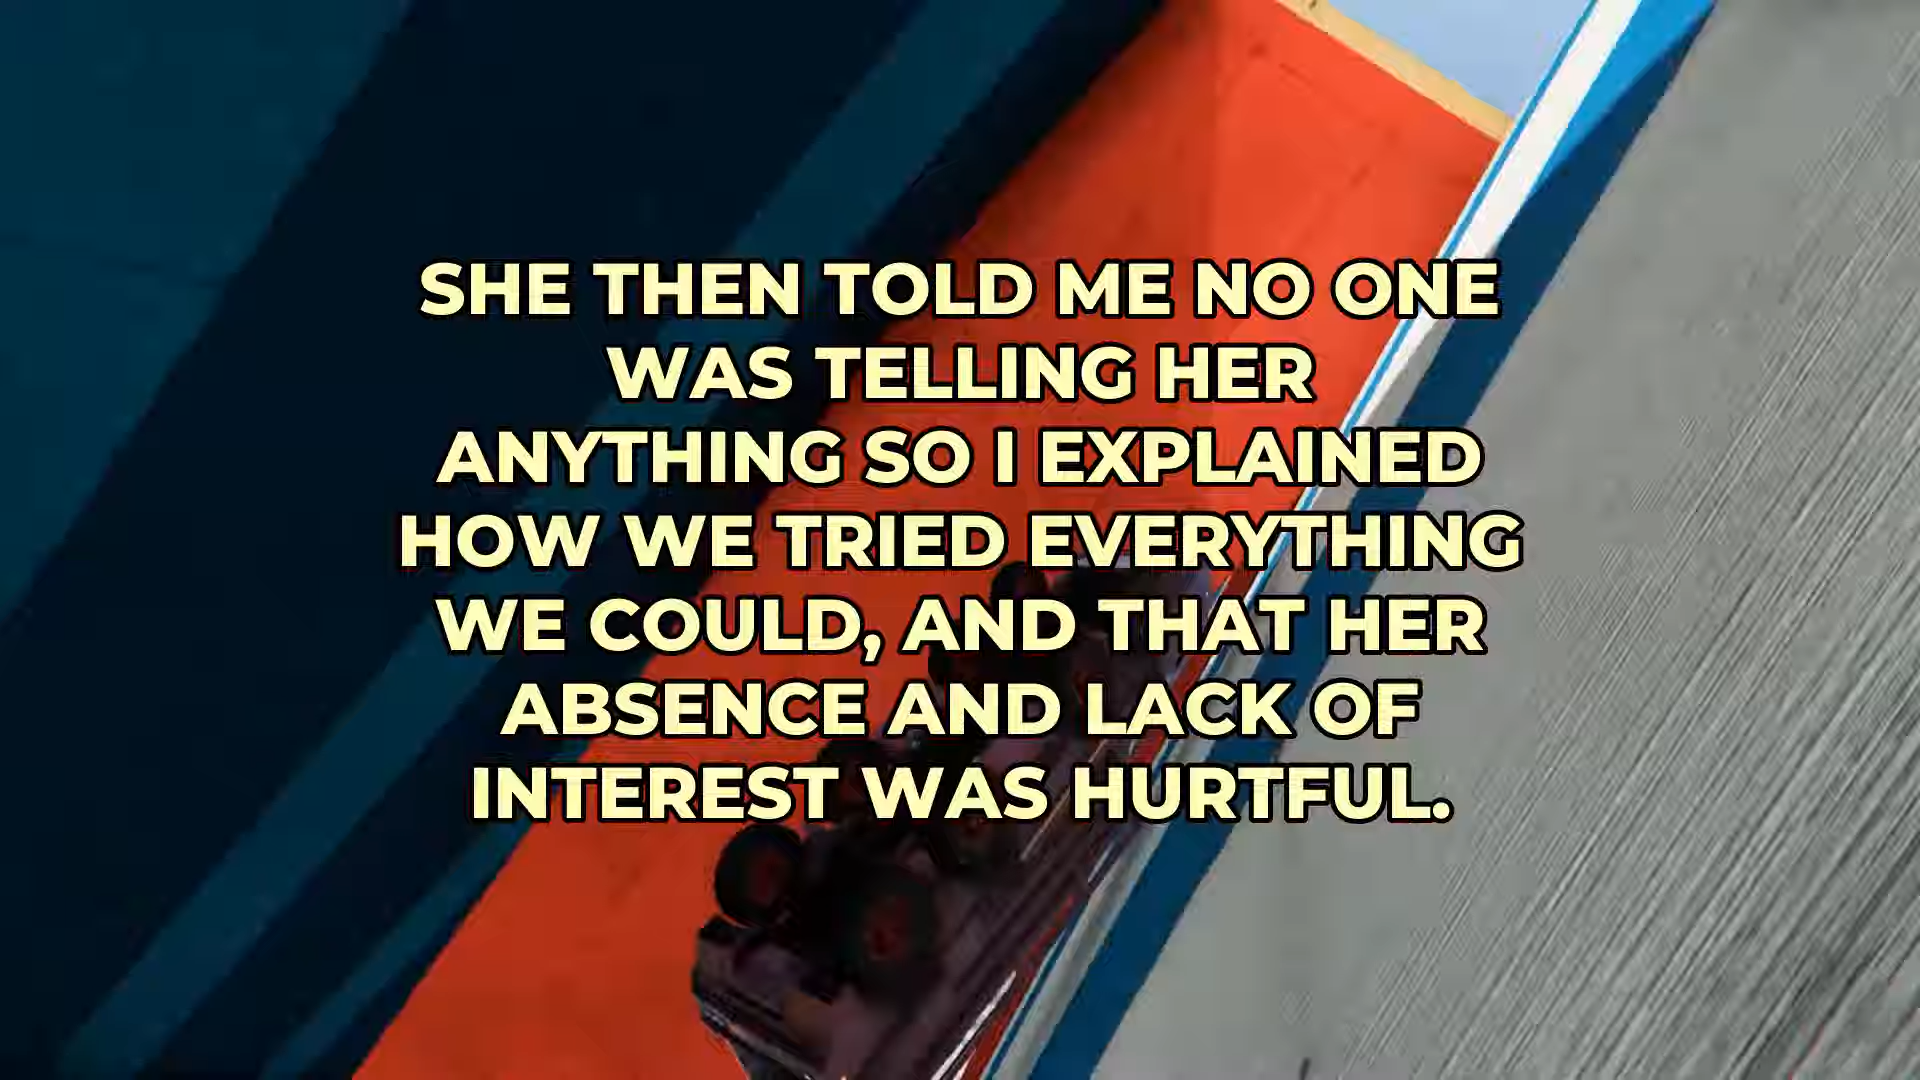 SHE THEN TOLD ME NO ONE
WAS TELLING HER
ANYTHING SO I EXPLAINED
HOW WE TRIED EVERYTHING
WE COULD, AND THAT HER
ABSENCE AND LACK OF
INTEREST WAS HURTFUL.